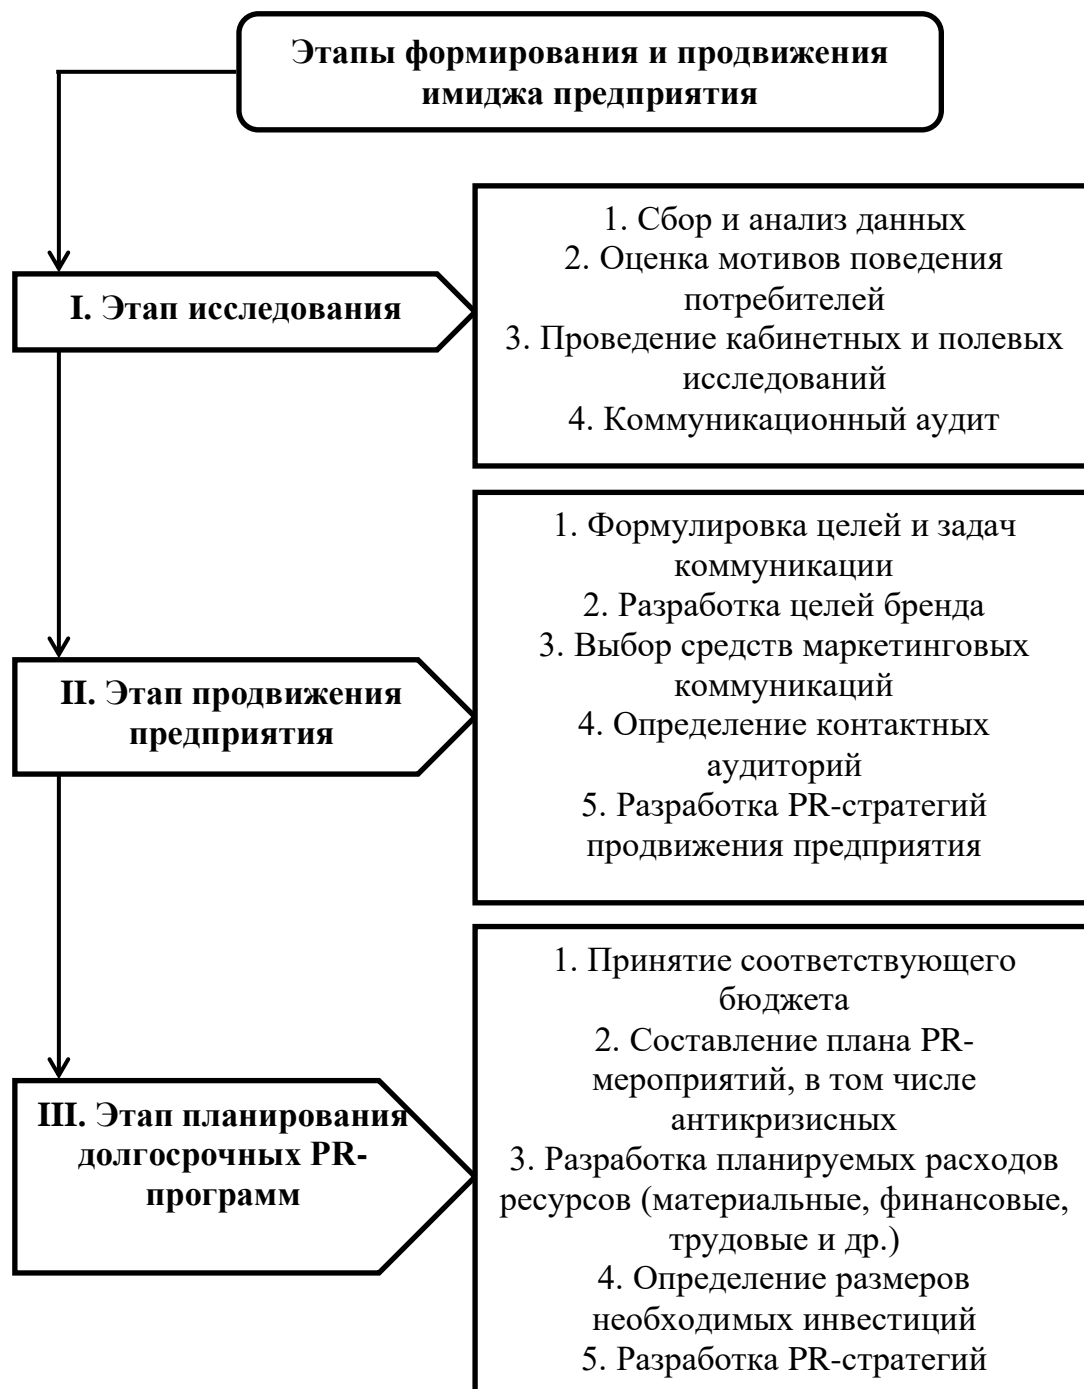 Этапы формирования и продвижения
имиджа предприятия
I. Этап исследования
1. Сбор и анализ данных
2. Оценка мотивов поведения
потребителей
3. Проведение кабинетных и полевых
исследований
4. Коммуникационный аудит
II. Этап продвижения
предприятия
1. Формулировка целей и задач
коммуникации
2. Разработка целей бренда
3. Выбор средств маркетинговых
коммуникаций
4. Определение контактных
аудиторий
5. Разработка PR-стратегий
продвижения предприятия
III. Этап планирования
долгосрочных PR-
программ
1. Принятие соответствующего
бюджета
2. Составление плана PR-
мероприятий, в том числе
антикризисных
3. Разработка планируемых расходов
ресурсов (материальные, финансовые,
трудовые и др.)
4. Определение размеров
необходимых инвестиций
5. Разработка PR-стратегий